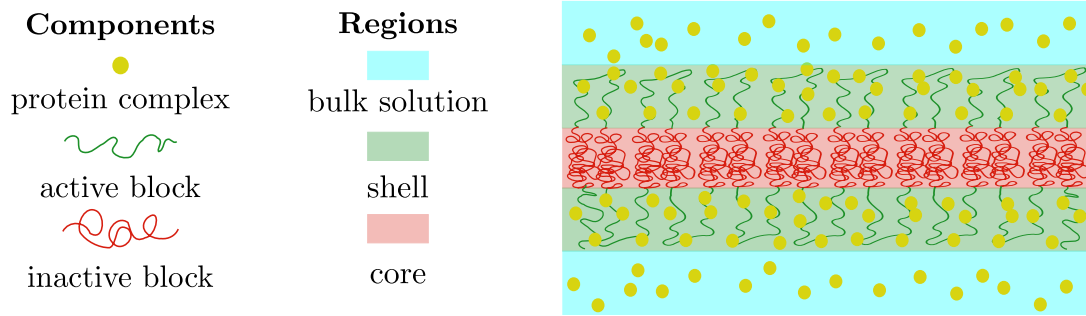 Components
protein complex
active block
inactive block
Regions
bulk solution
shell
core